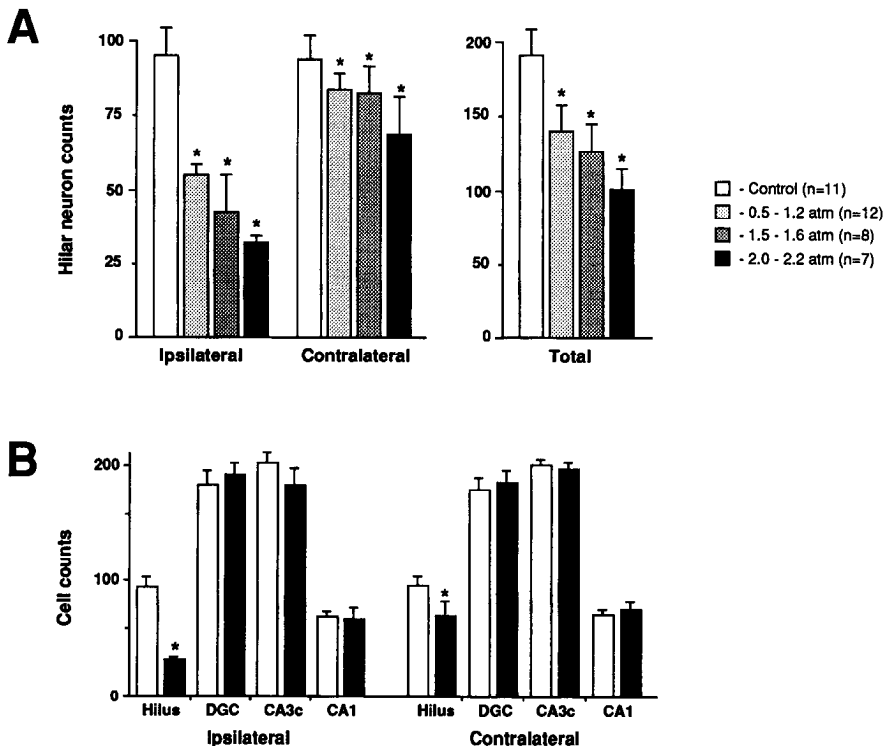 A
Hilar neuron counts
100
75
50
25
0
* * *
* * *
Ipsilateral Contralateral
200
150
100
50
0
* * *
Total
- Control (n=11)
- 0.5 - 1.2 atm (n=12)
- 1.5 - 1.6 atm (n=8)
- 2.0 - 2.2 atm (n=7)
B
Cell counts
200
100
0
*
*
Hilus DGC CA3c CA1 Hilus DGC CA3c CA1
Ipsilateral Contralateral